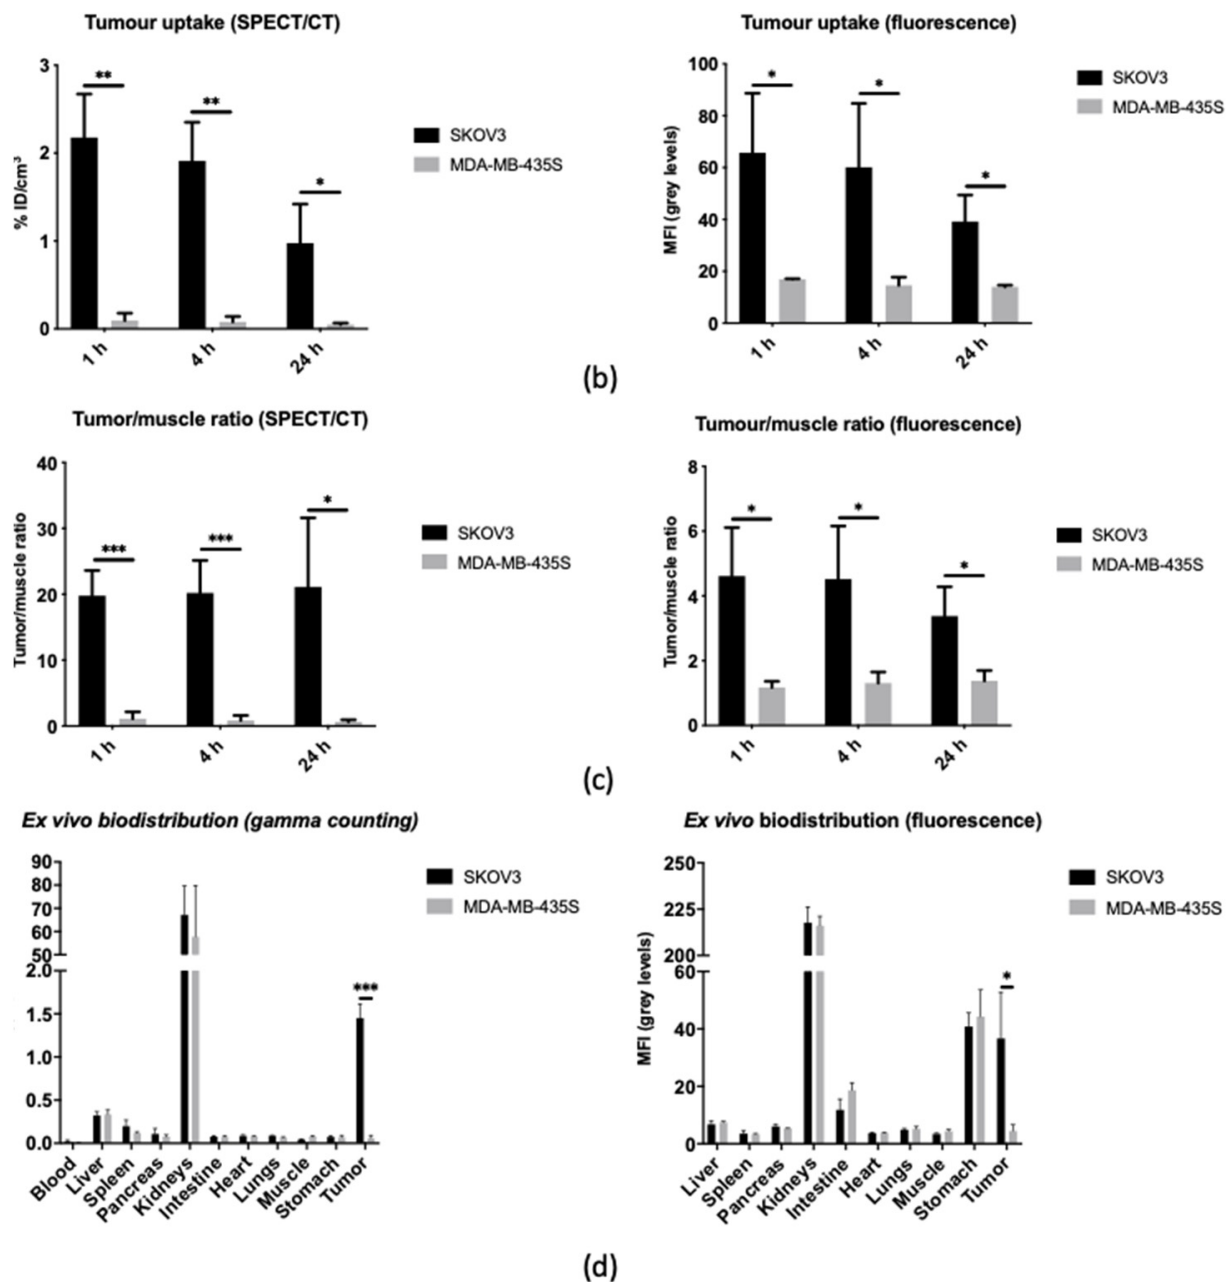 Tumour uptake (SPECT/CT)
3
2
1
0
% ID/cm³
**
**
*
1 h
4 h
24 h
SKOV3
MDA-MB-435S
Tumour uptake (fluorescence)
100
80
60
40
20
0
MFI (grey levels)
*
*
*
1 h
4 h
24 h
SKOV3
MDA-MB-435S
(b)
Tumor/muscle ratio (SPECT/CT)
40
30
20
10
0
Tumor/muscle ratio
***
***
*
1 h
4 h
24 h
SKOV3
MDA-MB-435S
Tumour/muscle ratio (fluorescence)
8
6
4
2
0
Tumor/muscle ratio
*
*
*
1 h
4 h
24 h
SKOV3
MDA-MB-435S
(c)
Ex vivo biodistribution (gamma counting)
90
80
70
60
50
2.0
1.5
1.0
0.5
0.0
***
Blood
Liver
Spleen
Pancreas
Kidneys
Intestine
Heart
Lungs
Muscle
Stomach
Tumor
SKOV3
MDA-MB-435S
Ex vivo biodistribution (fluorescence)
250
225
200
60
40
20
0
MFI (grey levels)
*
Liver
Spleen
Pancreas
Kidneys
Intestine
Heart
Lungs
Muscle
Stomach
Tumor
SKOV3
MDA-MB-435S
(d)